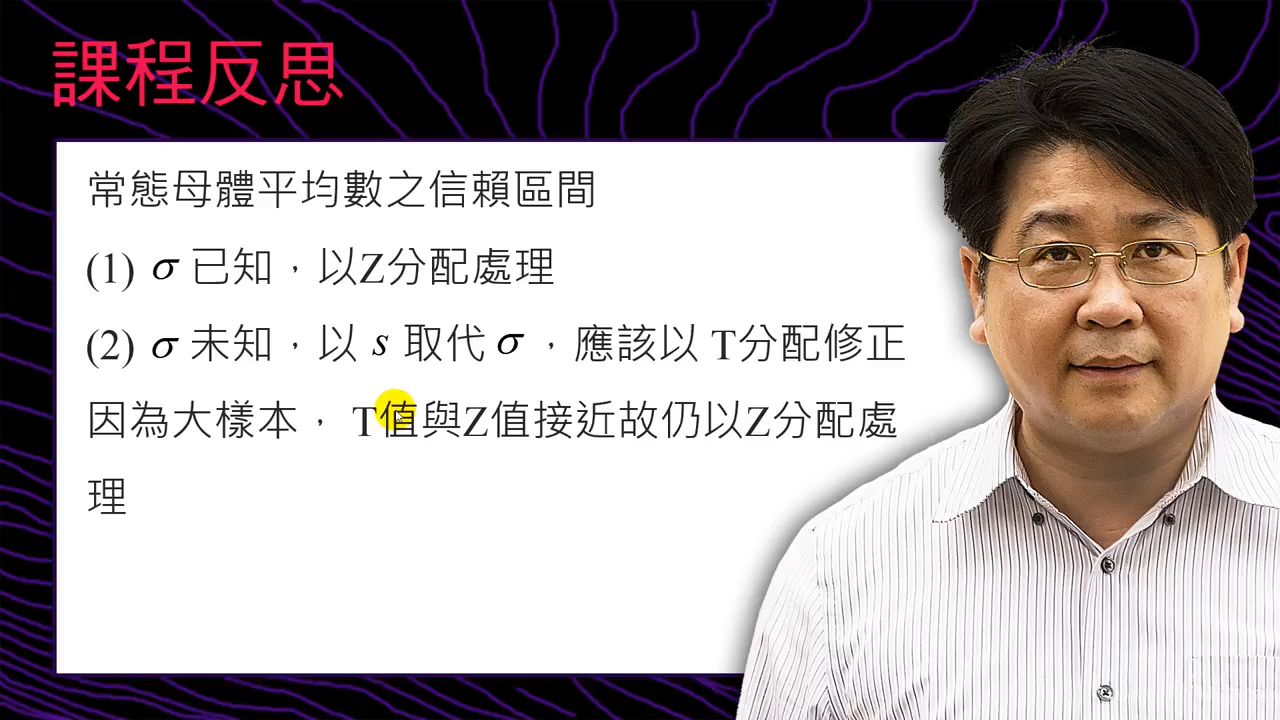 課程反思
常態母體平均數之信賴區間
(1) σ 已知，以Z分配處理
(2) σ 未知，以 s 取代 σ ，應該以 T分配修正
因為大樣本， T值與Z值接近故仍以Z分配處
理